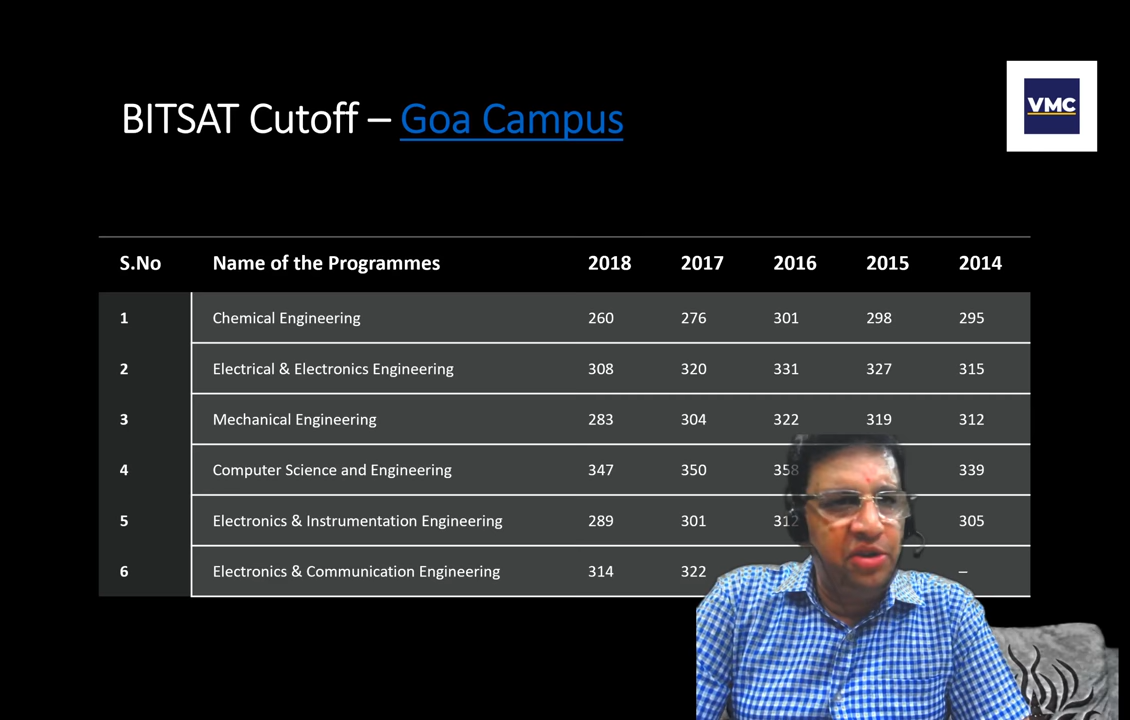 BITSAT Cutoff – Goa Campus
VMC
S.No Name of the Programmes 2018 2017 2016 2015 2014
1 Chemical Engineering 260 276 301 298 295
2 Electrical & Electronics Engineering 308 320 331 327 315
3 Mechanical Engineering 283 304 322 319 312
4 Computer Science and Engineering 347 350 358 339
5 Electronics & Instrumentation Engineering 289 301 312 305
6 Electronics & Communication Engineering 314 322 –